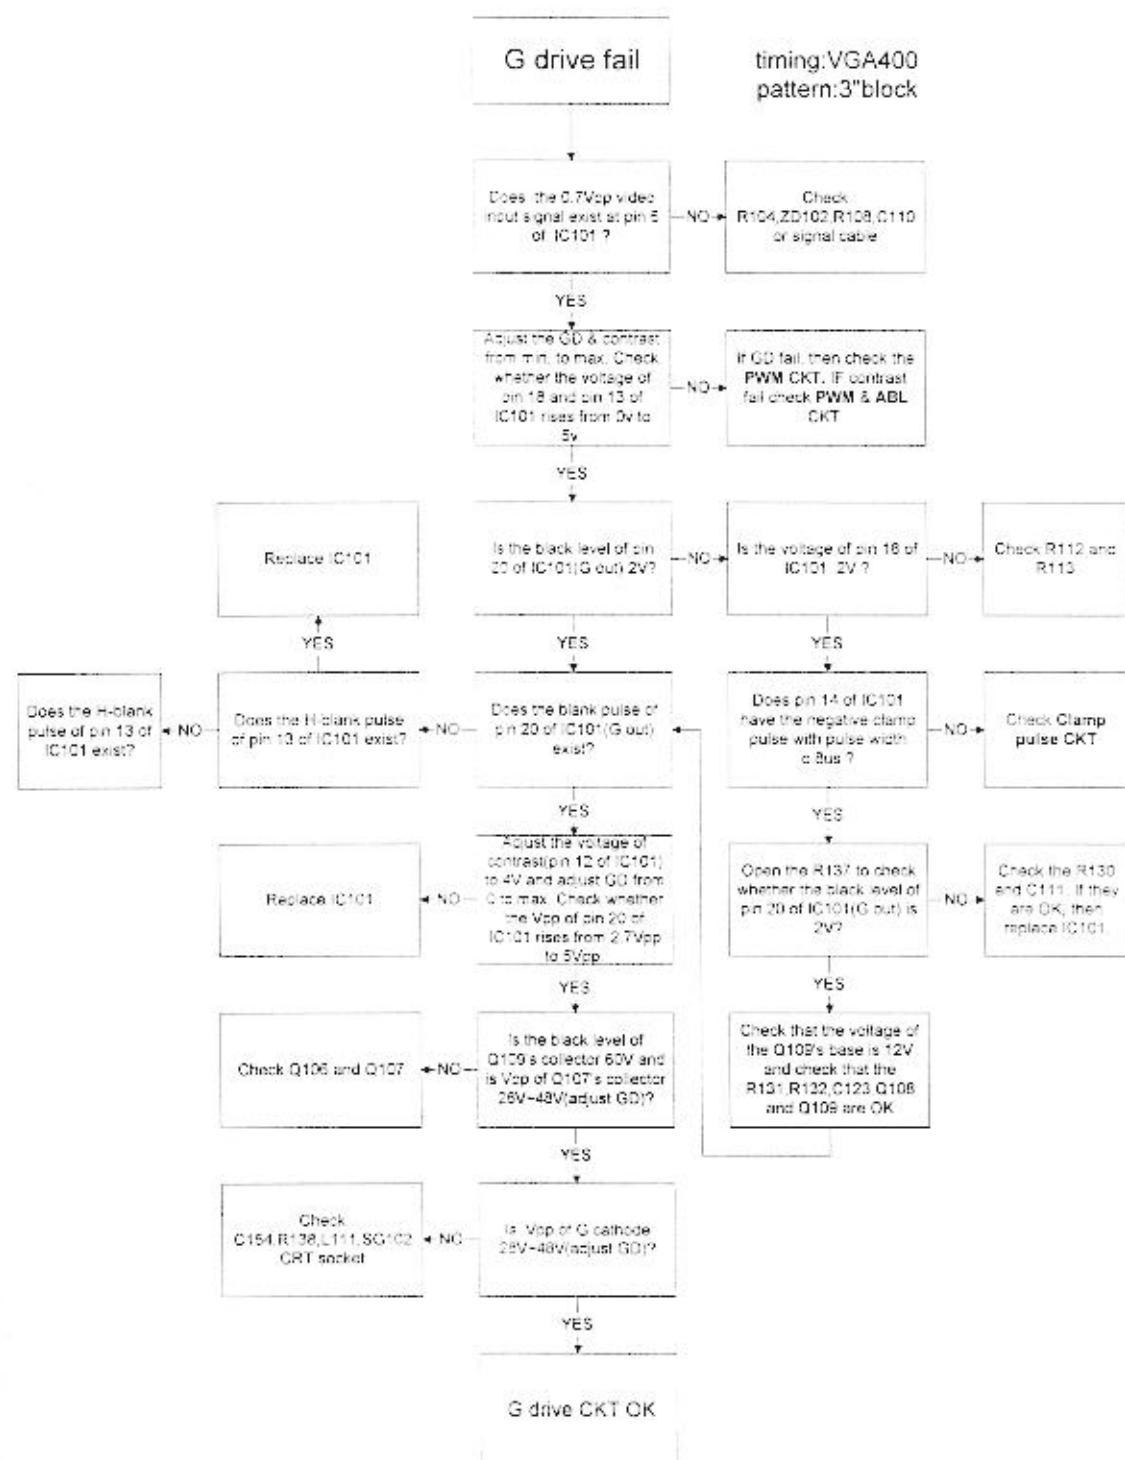 G drive fail
timing:VGA400
pattern:3"block
Does the 0.7Vpp video
input signal exist at pin 6
of IC101 ?
NO
Check
R104,ZD102,R108,C110
or signal cable
YES
Adjust the GD & contrast
from min. to max. Check
whether the voltage of
pin 18 and pin 13 of
IC101 rises from 0v to
5v
NO
If GD fail, then check the
PWM CKT. IF contrast
fail check PWM & ABL
CKT
YES
Replace IC101
Is the black level of pin
20 of IC101(G out) 2V?
NO
Is the voltage of pin 16 of
IC101 2V ?
NO
Check R112 and
R113
YES
YES
YES
Does the H-blank
pulse of pin 13 of
IC101 exist?
NO
Does the H-blank pulse
of pin 13 of IC101 exist?
NO
Does the blank pulse of
pin 20 of IC101(G out)
exist?
Does pin 14 of IC101
have the negative clamp
pulse with pulse width
0.8us ?
NO
Check Clamp
pulse CKT
YES
YES
Replace IC101
NO
Adjust the voltage of
contrast(pin 12 of IC101)
to 4V and adjust GD from
0 to max. Check whether
the Vpp of pin 20 of
IC101 rises from 2.7Vpp
to 5Vpp
Open the R137 to check
whether the black level of
pin 20 of IC101(G out) is
2V?
NO
Check the R130
and C111. If they
are OK, then
replace IC101.
YES
YES
Check Q106 and Q107
NO
Is the black level of
Q109's collector 60V and
is Vpp of Q107's collector
26V~48V(adjust GD)?
Check that the voltage of
the Q109's base is 12V
and check that the
R131,R132,C123,Q108
and Q109 are OK
YES
Check
C154,R138,L111,SG102
CRT socket
NO
Is Vpp of G cathode
28V~48V(adjust GD)?
YES
G drive CKT OK